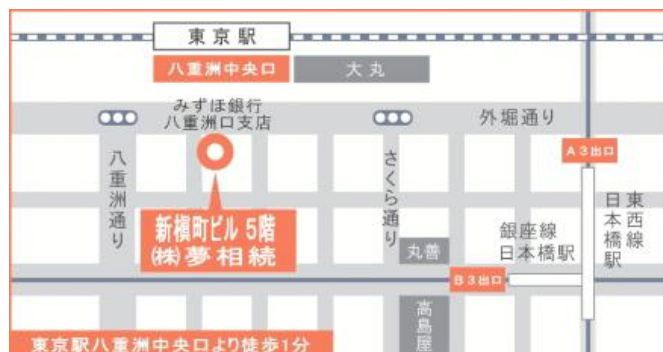 東京駅
八重洲中央口
大丸
みずほ銀行
八重洲口支店
外堀通り
八重洲通り
さくら通り
A3出口
東西線
日本橋駅
新槇町ビル 5階
㈱夢相続
銀座線
日本橋駅
丸善
B3出口
高島屋
東京駅八重洲中央口より徒歩1分